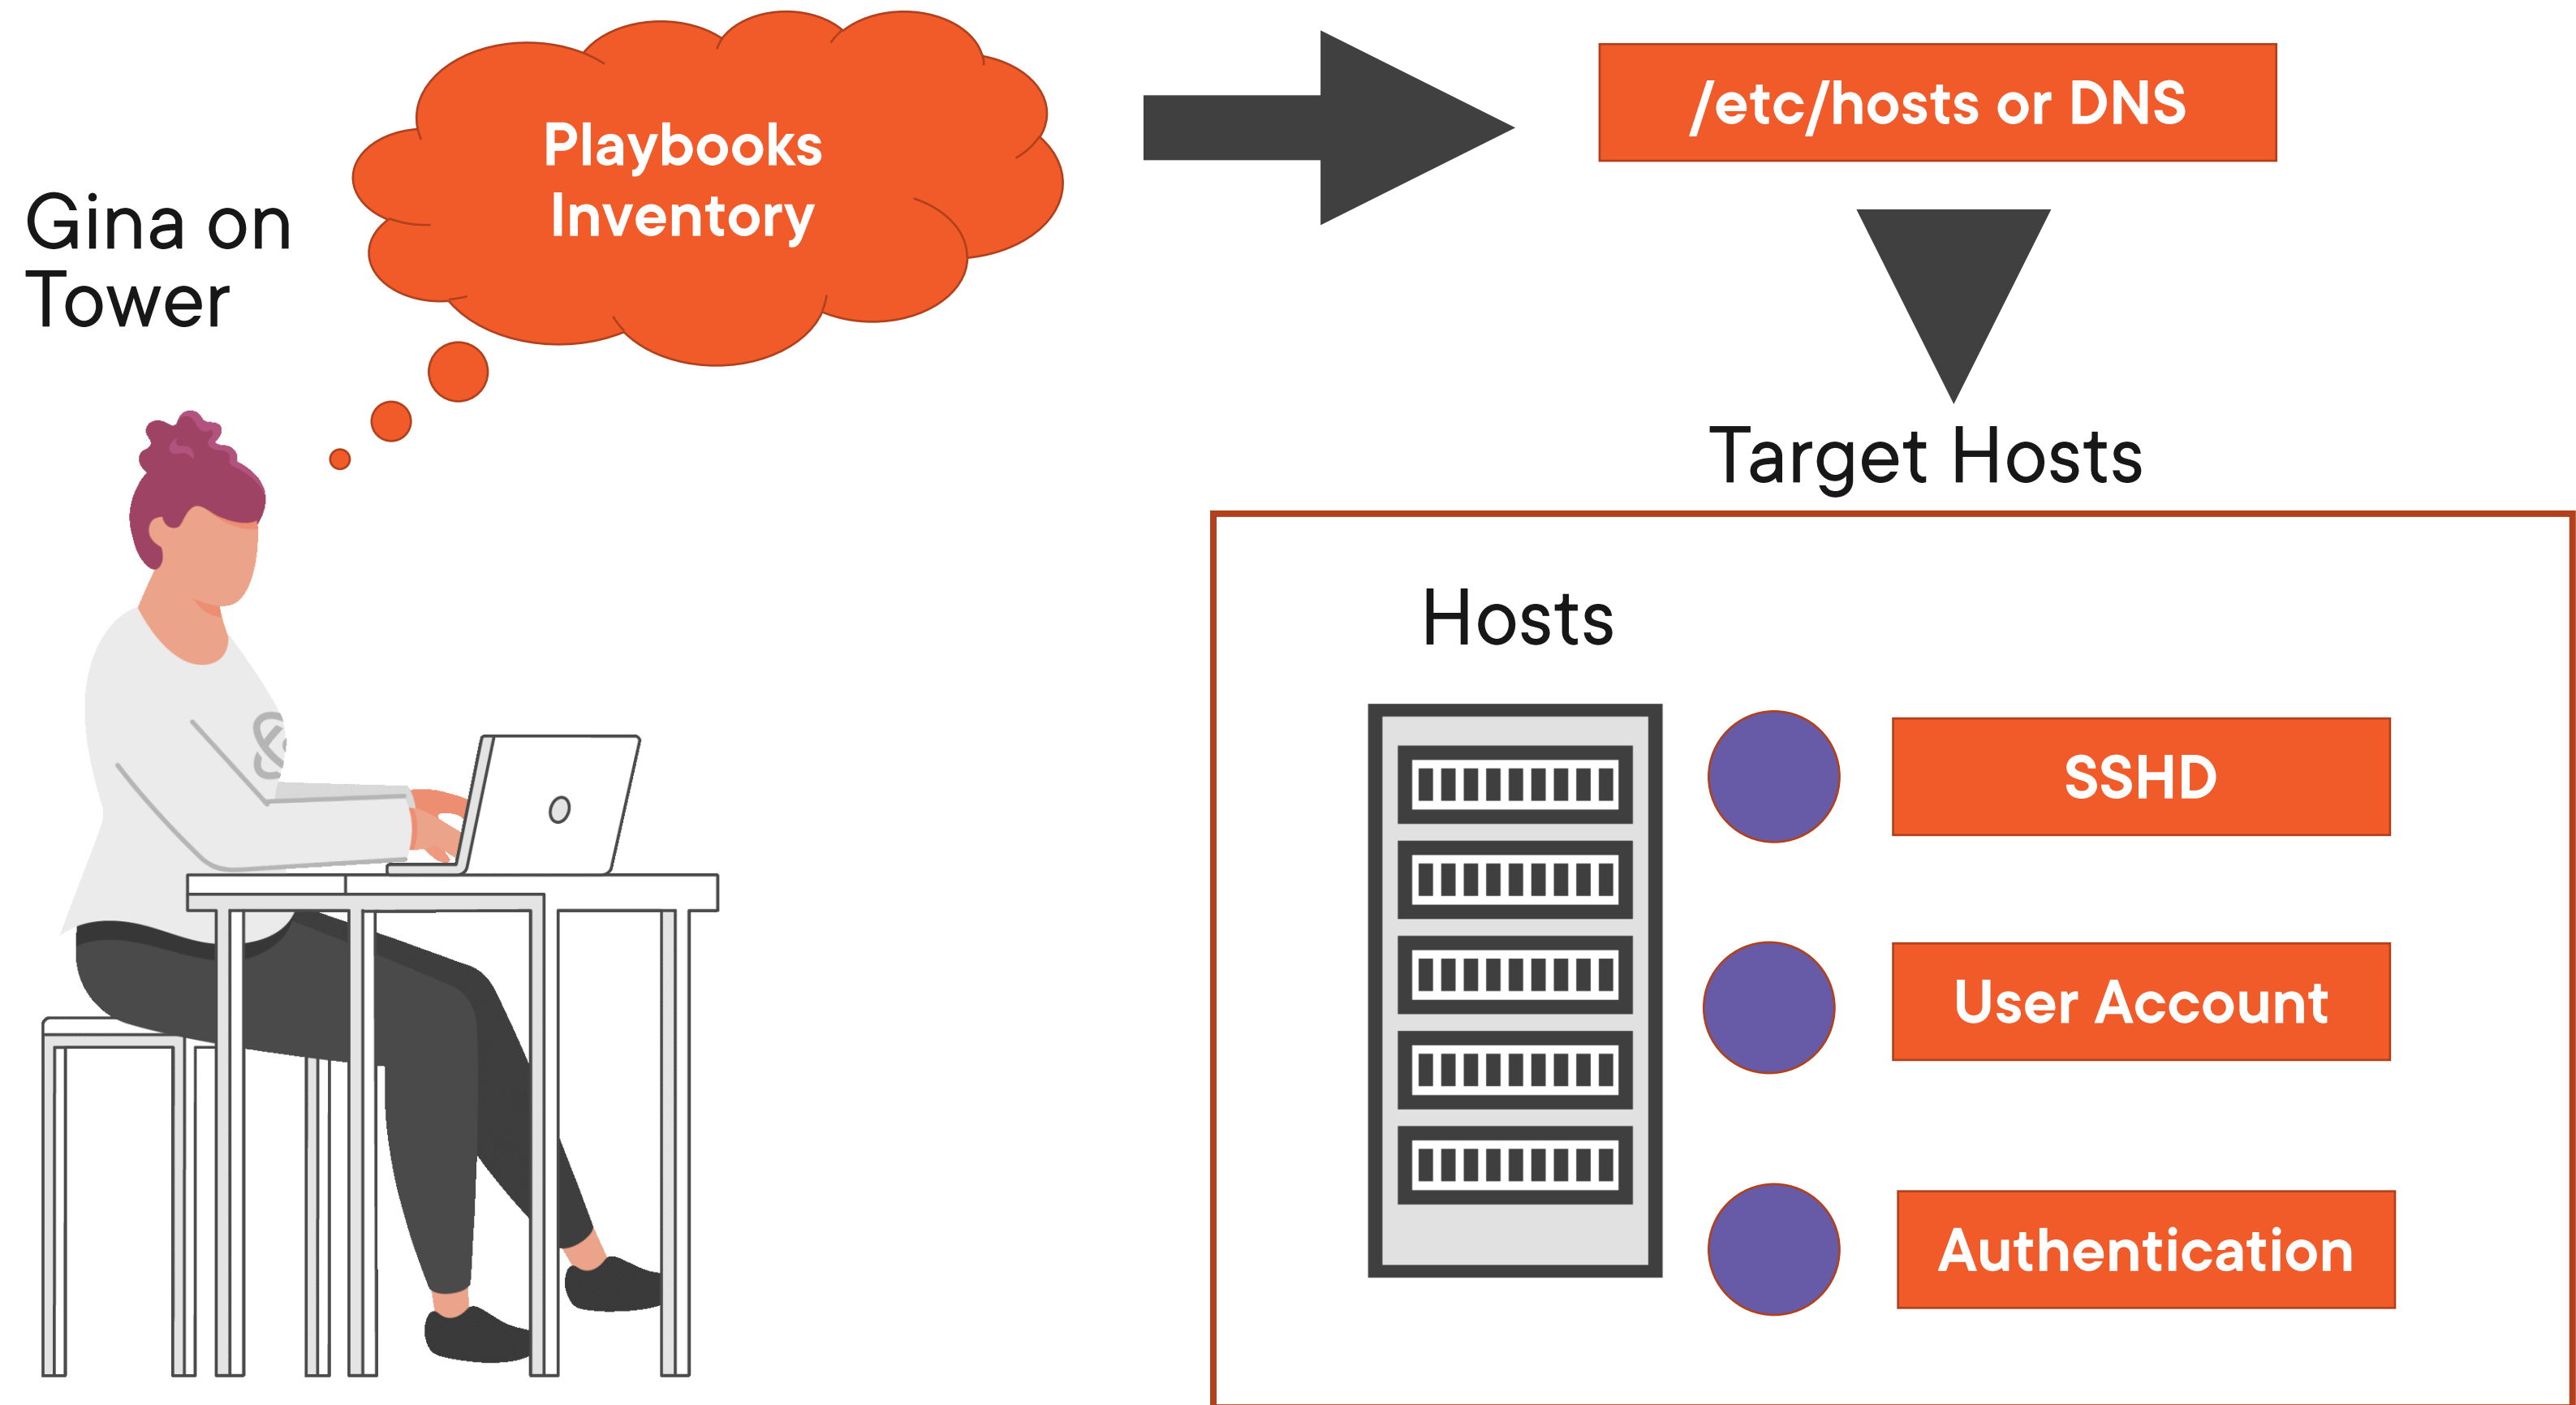 Gina on
Tower
Playbooks
Inventory
/etc/hosts or DNS
Target Hosts
Hosts
SSHD
User Account
Authentication